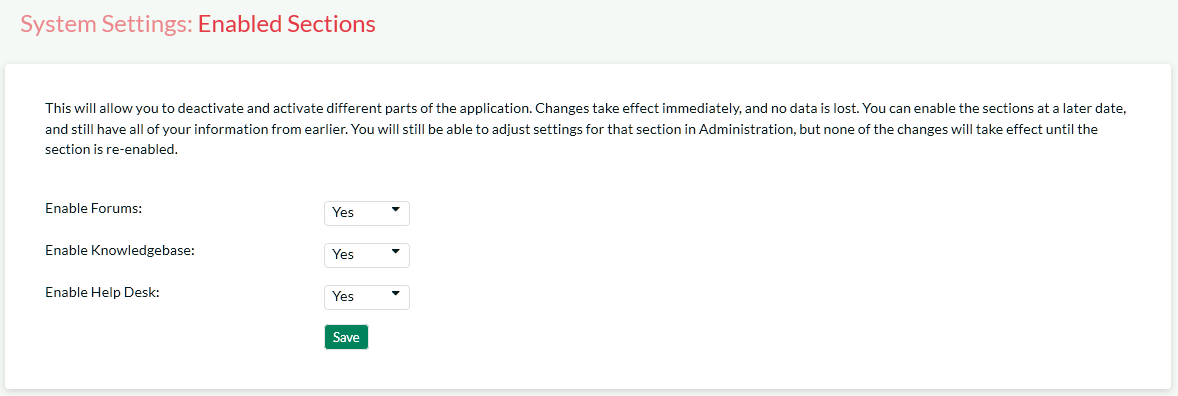 System Settings: Enabled Sections
This will allow you to deactivate and activate different parts of the application. Changes take effect immediately, and no data is lost. You can enable the sections at a later date,
and still have all of your information from earlier. You will still be able to adjust settings for that section in Administration, but none of the changes will take effect until the
section is re-enabled.
Enable Forums: Yes
Enable Knowledgebase: Yes
Enable Help Desk: Yes
Save